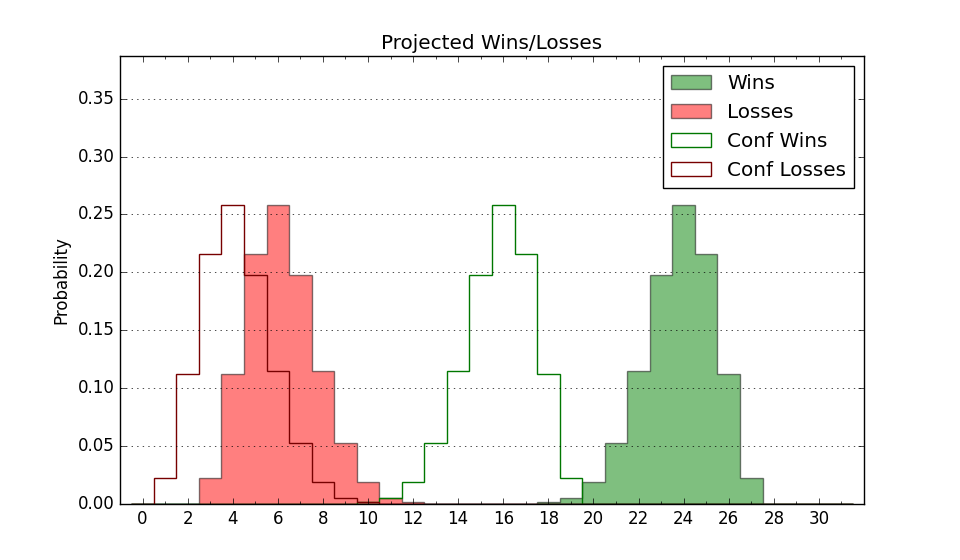 Projected Wins/Losses
Wins
Losses
Conf Wins
Conf Losses
Probability
0.35
0.30
0.25
0.20
0.15
0.10
0.05
0.00
0 2 4 6 8 10 12 14 16 18 20 22 24 26 28 30